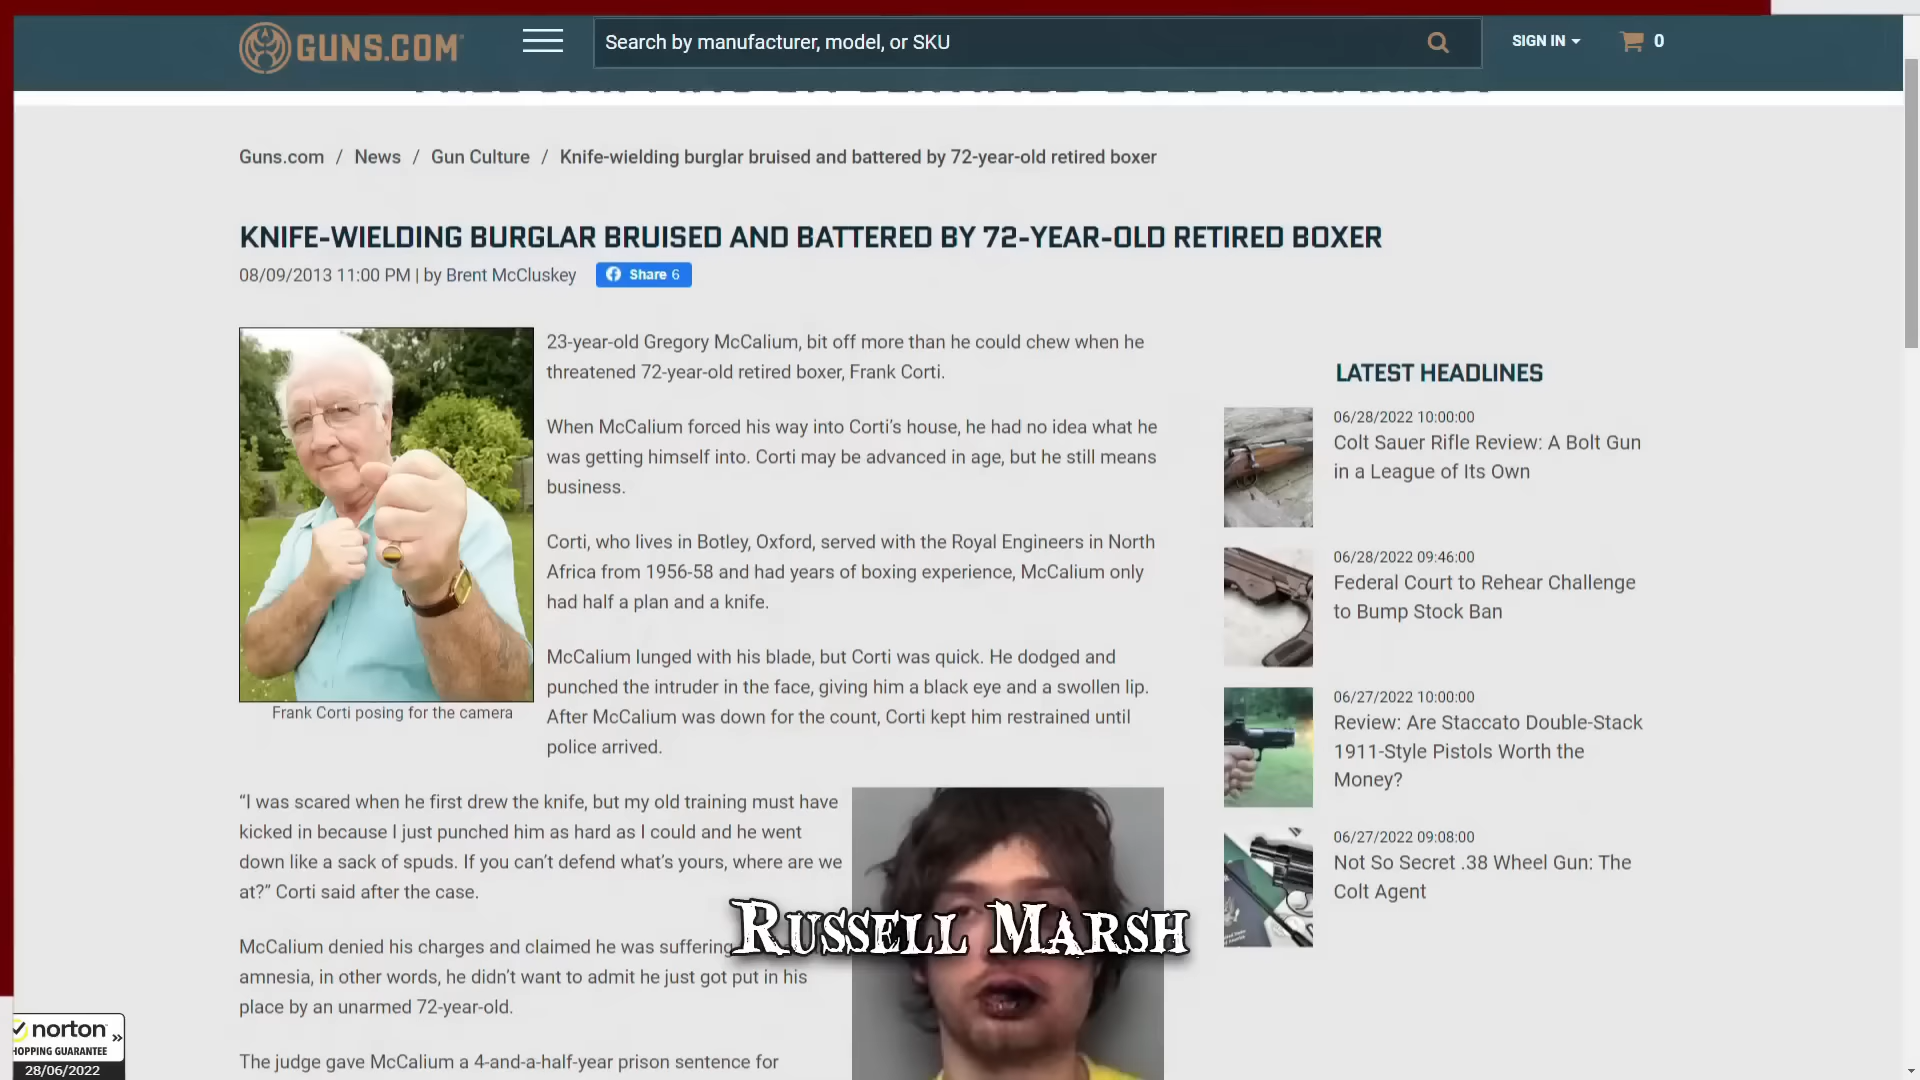 GUNS.COM
Search by manufacturer, model, or SKU
SIGN IN
0
Guns.com / News / Gun Culture / Knife-wielding burglar bruised and battered by 72-year-old retired boxer
KNIFE-WIELDING BURGLAR BRUISED AND BATTERED BY 72-YEAR-OLD RETIRED BOXER
08/09/2013 11:00 PM | by Brent McCluskey
Share 6
23-year-old Gregory McCalium, bit off more than he could chew when he
threatened 72-year-old retired boxer, Frank Corti.
When McCalium forced his way into Corti's house, he had no idea what he
was getting himself into. Corti may be advanced in age, but he still means
business.
Corti, who lives in Botley, Oxford, served with the Royal Engineers in North
Africa from 1956-58 and had years of boxing experience, McCalium only
had half a plan and a knife.
McCalium lunged with his blade, but Corti was quick. He dodged and
punched the intruder in the face, giving him a black eye and a swollen lip.
After McCalium was down for the count, Corti kept him restrained until
police arrived.
Frank Corti posing for the camera
“I was scared when he first drew the knife, but my old training must have
kicked in because I just punched him as hard as I could and he went
down like a sack of spuds. If you can't defend what's yours, where are we
at?” Corti said after the case.
McCalium denied his charges and claimed he was suffering
amnesia, in other words, he didn't want to admit he just got put in his
place by an unarmed 72-year-old.
The judge gave McCalium a 4-and-a-half-year prison sentence for
RUSSELL MARSH
LATEST HEADLINES
06/28/2022 10:00:00
Colt Sauer Rifle Review: A Bolt Gun
in a League of Its Own
06/28/2022 09:46:00
Federal Court to Rehear Challenge
to Bump Stock Ban
06/27/2022 10:00:00
Review: Are Staccato Double-Stack
1911-Style Pistols Worth the
Money?
06/27/2022 09:08:00
Not So Secret .38 Wheel Gun: The
Colt Agent
norton
HOPPING GUARANTEE
28/06/2022